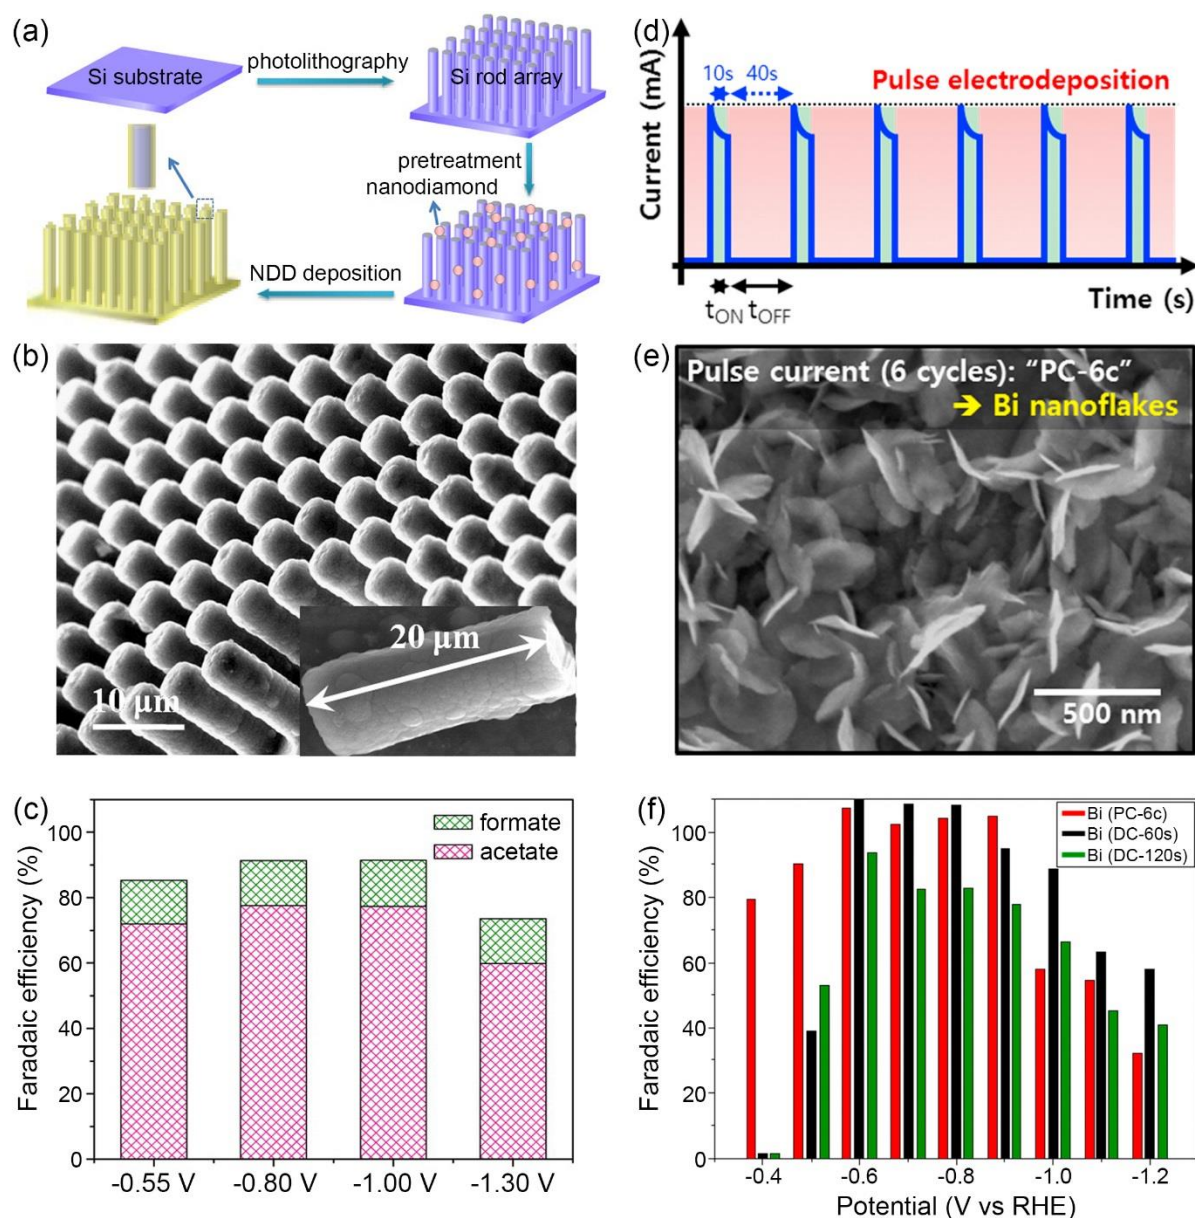 (a)
Si substrate
photolithography
Si rod array
pretreatment
nanodiamond
NDD deposition
(b)
10 μm
20 μm
(c)
Faradaic efficiency (%)
100
80
60
40
20
0
formate
acetate
-0.55 V
-0.80 V
-1.00 V
-1.30 V
(d)
Current (mA)
10s
40s
Pulse electrodeposition
Time (s)
tON
tOFF
(e)
Pulse current (6 cycles): “PC-6c”
➔ Bi nanoflakes
500 nm
(f)
Faradaic efficiency (%)
100
80
60
40
20
0
Bi (PC-6c)
Bi (DC-60s)
Bi (DC-120s)
-0.4
-0.6
-0.8
-1.0
-1.2
Potential (V vs RHE)